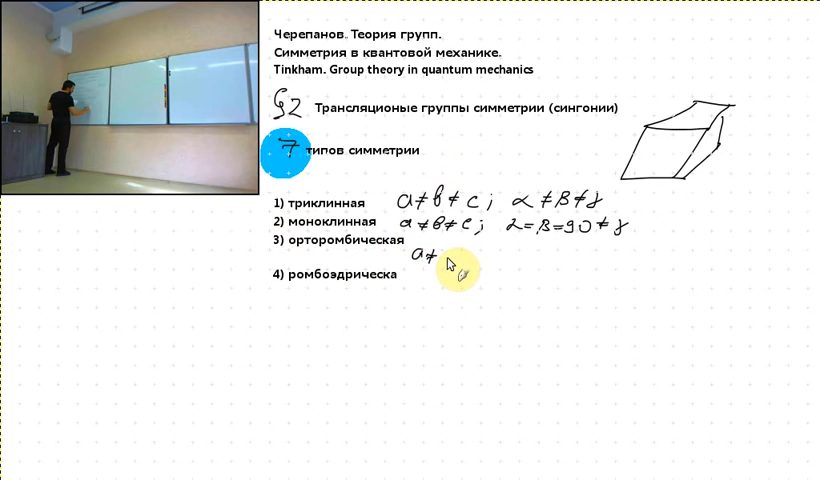 Черепанов. Теория групп.
Симметрия в квантовой механике.
Tinkham. Group theory in quantum mechanics
§2 Трансляционые группы симметрии (сингонии)
7 типов симметрии
1) триклинная a ≠ b ≠ c ; α ≠ β ≠ γ
2) моноклинная a ≠ b ≠ c ; α = β = 90 ≠ γ
3) орторомбическая
a ≠
4) ромбоэдрическа